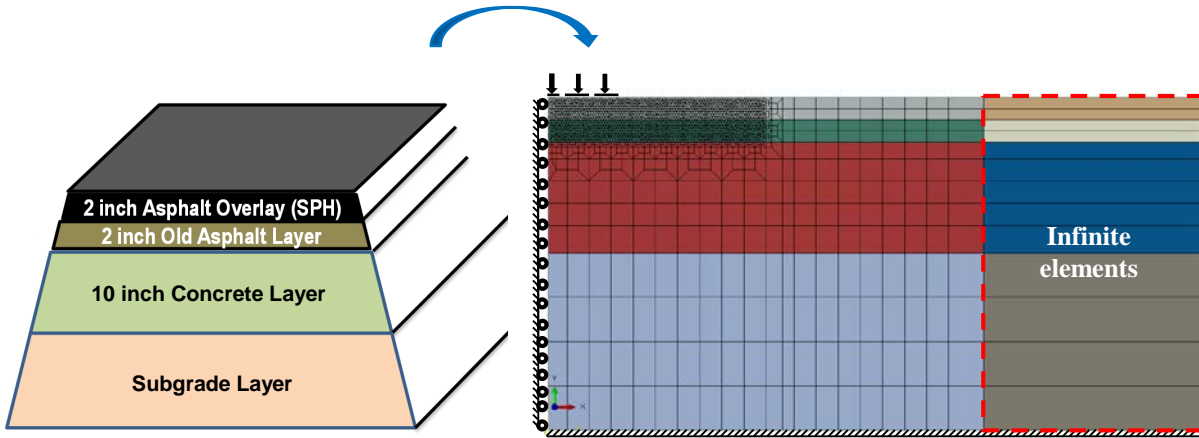 2 inch Asphalt Overlay (SPH)
2 inch Old Asphalt Layer
10 inch Concrete Layer
Subgrade Layer
Infinite
elements
Y
X